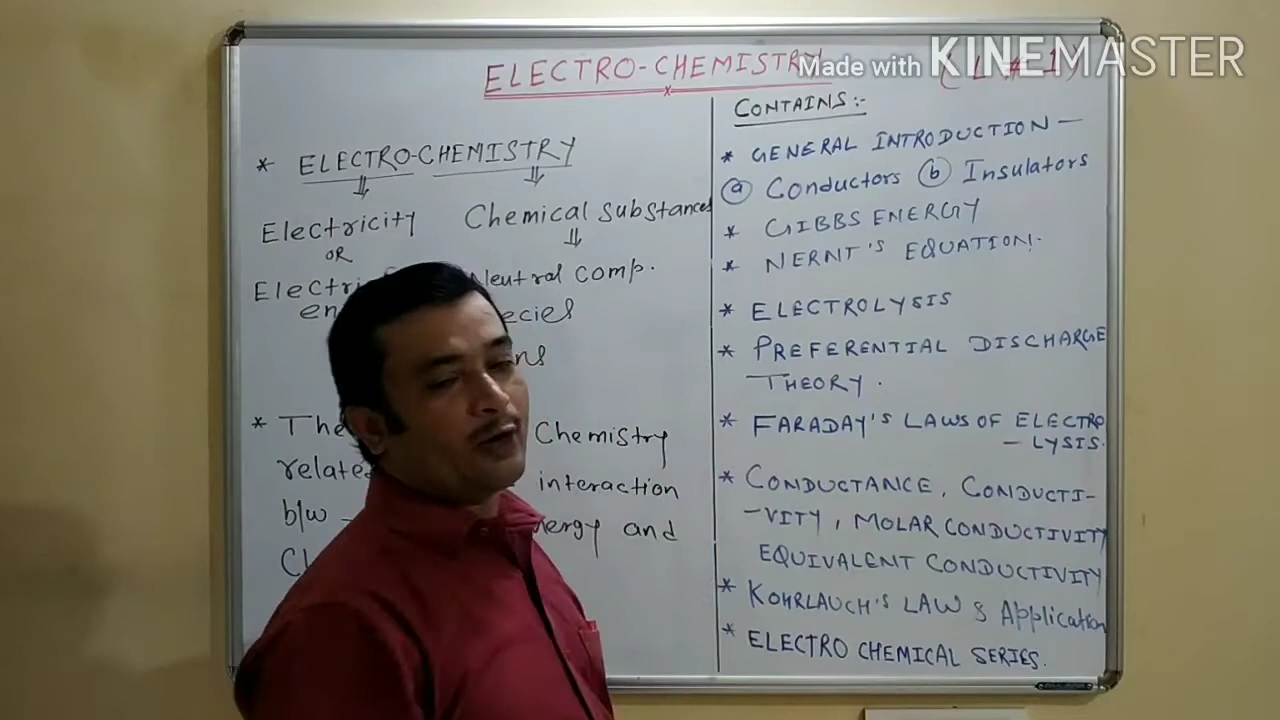 ELECTRO-CHEMISTRY
Made with KINEMASTER
* ELECTRO-CHEMISTRY
Electricity
OR
Chemical substances
Neutral comp.
* The Chemistry
interaction
b/w
and
CONTAINS:-
* GENERAL INTRODUCTION —
(a) Conductors (b) Insulators
* GIBBS ENERGY
* NERNT'S EQUATION.
* ELECTROLYSIS
* PREFERENTIAL DISCHARGE
THEORY.
* FARADAY'S LAWS OF ELECTRO
- LYSIS.
* CONDUCTANCE, CONDUCTI-
-VITY, MOLAR CONDUCTIVITY
EQUIVALENT CONDUCTIVITY
* KOHRLAUCH'S LAW & Application
* ELECTRO CHEMICAL SERIES.